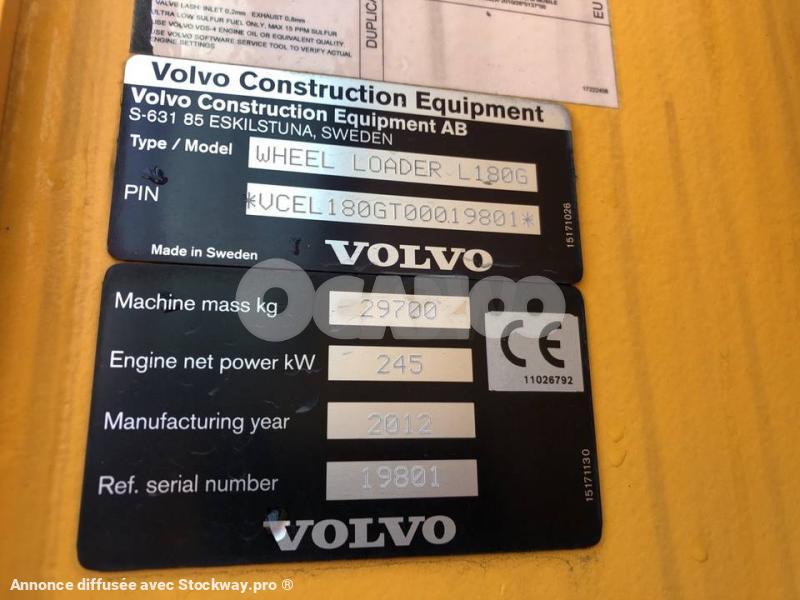 VALVE LASH: INLET 0,2mm EXHAUST 0,8mm
ULTRA LOW SULFUR FUEL ONLY, MAX 15 PPM SULFUR
USE VOLVO VDS-4 ENGINE OIL OR EQUIVALENT QUALITY
USE VOLVO SOFTWARE SERVICE TOOL TO VERIFY ACTUAL
ENGINE SETTINGS
DUPLICA
EU
17222456
Volvo Construction Equipment
Volvo Construction Equipment AB
S-631 85 ESKILSTUNA, SWEDEN
Type / Model WHEEL LOADER L180G
PIN *VCEL180GT00019801*
Made in Sweden VOLVO
15171026
OCANOO
Machine mass kg 29700
Engine net power kW 245
CE
11026792
Manufacturing year 2012
Ref. serial number 19801
15171130
VOLVO
Annonce diffusée avec Stockway.pro ®